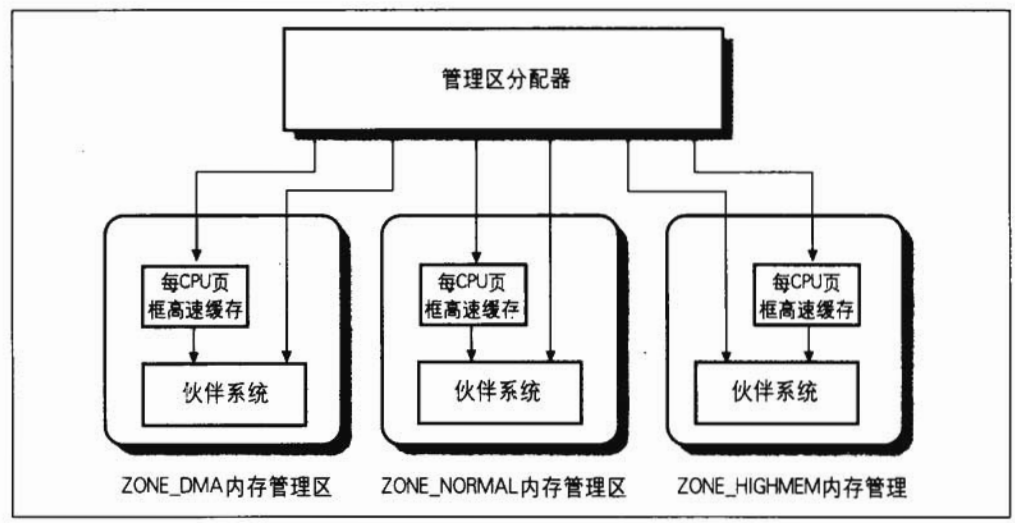 管理区分配器
每CPU页
框高速缓存
每CPU页
框高速缓存
每CPU页
框高速缓存
伙伴系统
伙伴系统
伙伴系统
ZONE_DMA内存管理区
ZONE_NORMAL内存管理区
ZONE_HIGHMEM内存管理